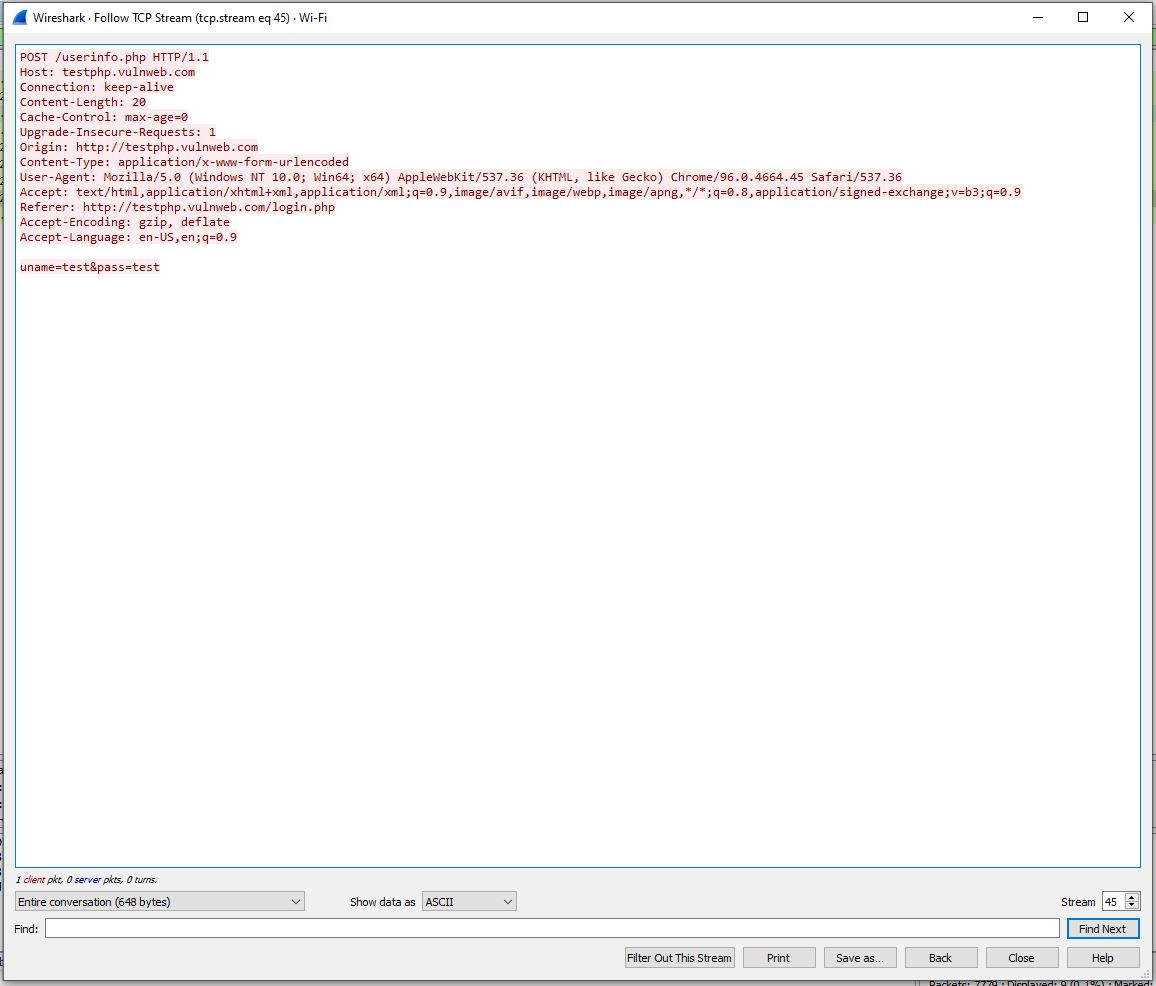 Wireshark · Follow TCP Stream (tcp.stream eq 45) · Wi-Fi
POST /userinfo.php HTTP/1.1
Host: testphp.vulnweb.com
Connection: keep-alive
Content-Length: 20
Cache-Control: max-age=0
Upgrade-Insecure-Requests: 1
Origin: http://testphp.vulnweb.com
Content-Type: application/x-www-form-urlencoded
User-Agent: Mozilla/5.0 (Windows NT 10.0; Win64; x64) AppleWebKit/537.36 (KHTML, like Gecko) Chrome/96.0.4664.45 Safari/537.36
Accept: text/html,application/xhtml+xml,application/xml;q=0.9,image/avif,image/webp,image/apng,*/*;q=0.8,application/signed-exchange;v=b3;q=0.9
Referer: http://testphp.vulnweb.com/login.php
Accept-Encoding: gzip, deflate
Accept-Language: en-US,en;q=0.9
uname=test&pass=test
1 client pkt, 0 server pkts, 0 turns.
Entire conversation (648 bytes) Show data as ASCII Stream 45
Find: Find Next
Filter Out This Stream Print Save as... Back Close Help
Packets: 7779 · Displayed: 9 (0.1%) · Marked: